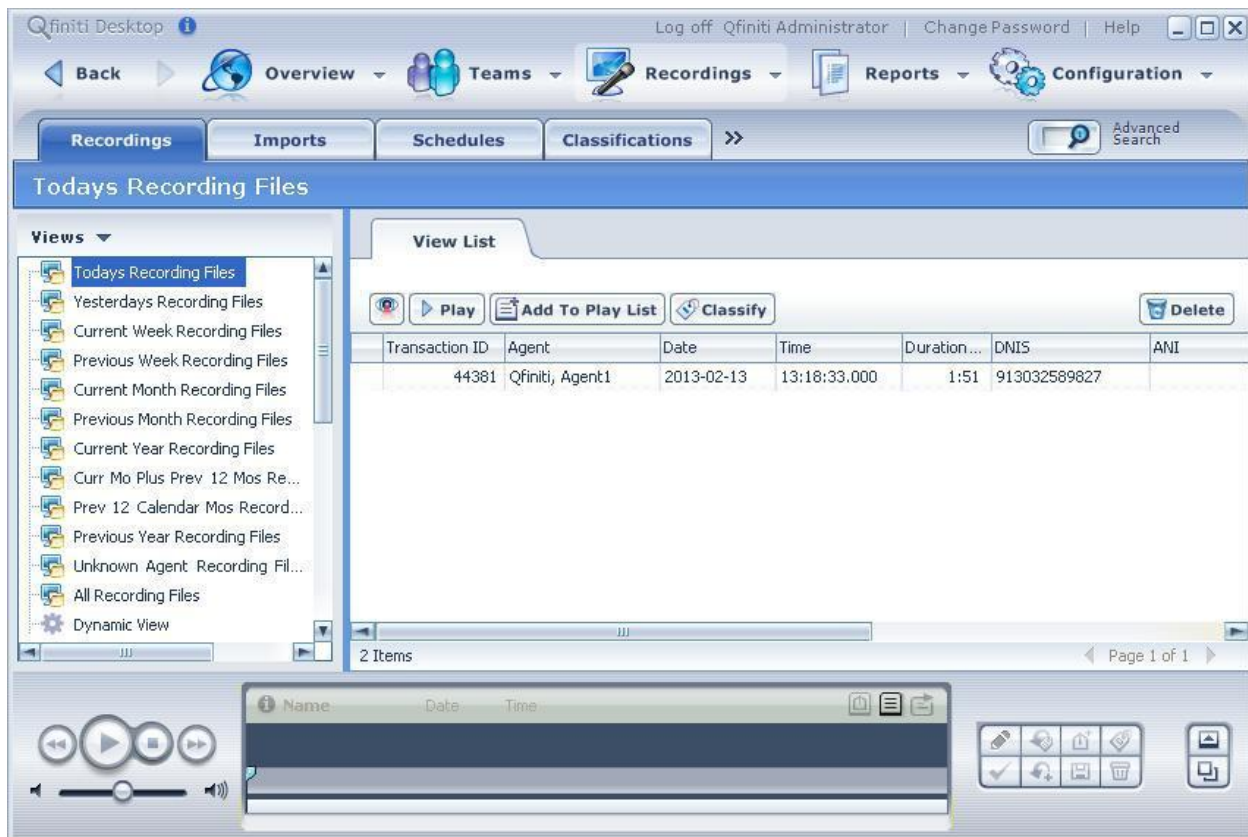 Qfiniti Desktop
Log off Qfiniti Administrator | Change Password | Help
Back Overview Teams Recordings Reports Configuration
Recordings Imports Schedules Classifications » Advanced Search
Todays Recording Files
Views
Todays Recording Files
Yesterdays Recording Files
Current Week Recording Files
Previous Week Recording Files
Current Month Recording Files
Previous Month Recording Files
Current Year Recording Files
Curr Mo Plus Prev 12 Mos Re...
Prev 12 Calendar Mos Record...
Previous Year Recording Files
Unknown Agent Recording Fil...
All Recording Files
Dynamic View
View List
Play Add To Play List Classify Delete
Transaction ID Agent Date Time Duration... DNIS ANI
44381 Qfiniti, Agent1 2013-02-13 13:18:33.000 1:51 913032589827
2 Items
Page 1 of 1
Name Date Time